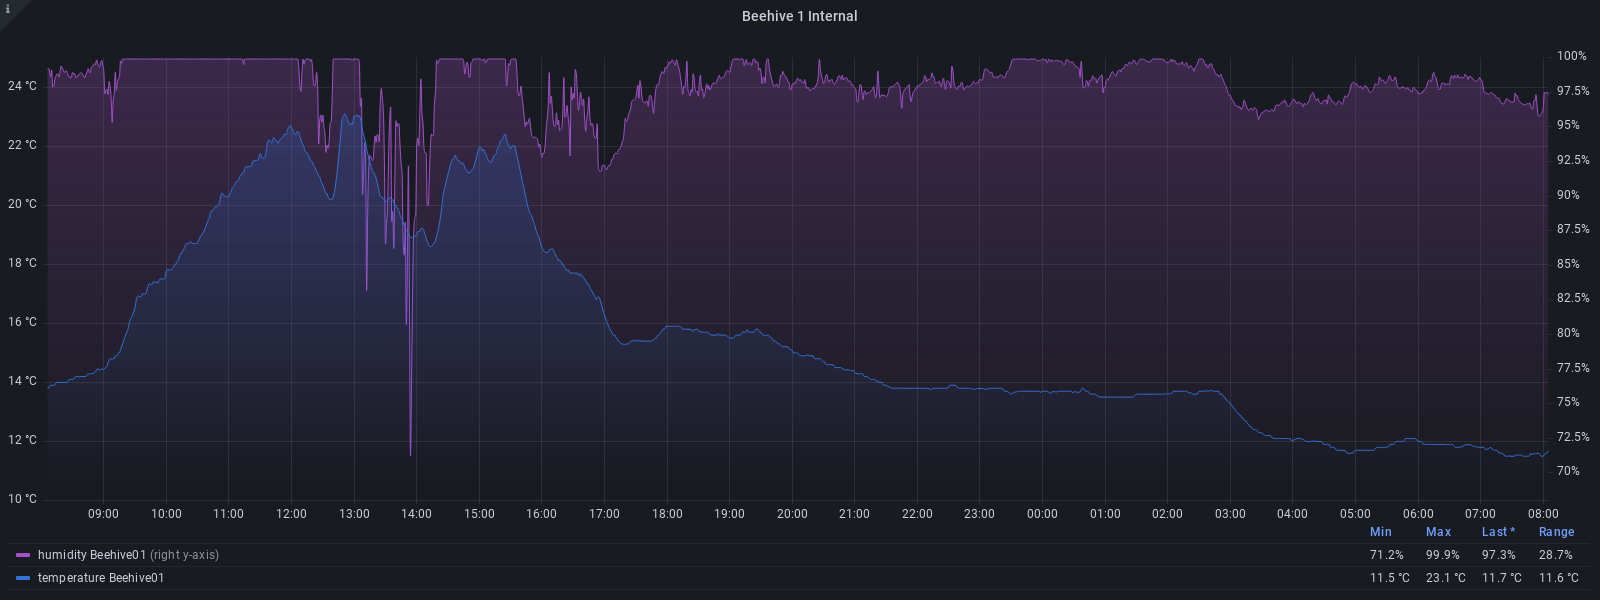 i
Beehive 1 Internal
24 °C
22 °C
20 °C
18 °C
16 °C
14 °C
12 °C
10 °C
100%
97.5%
95%
92.5%
90%
87.5%
85%
82.5%
80%
77.5%
75%
72.5%
70%
09:00 10:00 11:00 12:00 13:00 14:00 15:00 16:00 17:00 18:00 19:00 20:00 21:00 22:00 23:00 00:00 01:00 02:00 03:00 04:00 05:00 06:00 07:00 08:00
Min Max Last * Range
humidity Beehive01 (right y-axis) 71.2% 99.9% 97.3% 28.7%
temperature Beehive01 11.5 °C 23.1 °C 11.7 °C 11.6 °C